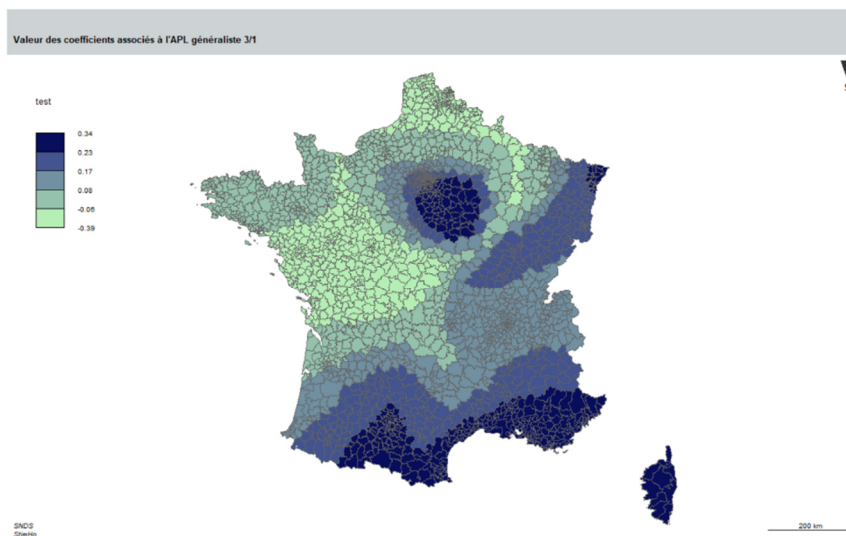 Valeur des coefficients associés à l'APL généraliste 3/1
test
0.34
0.23
0.17
0.08
-0.06
-0.39
SNDS
200 km